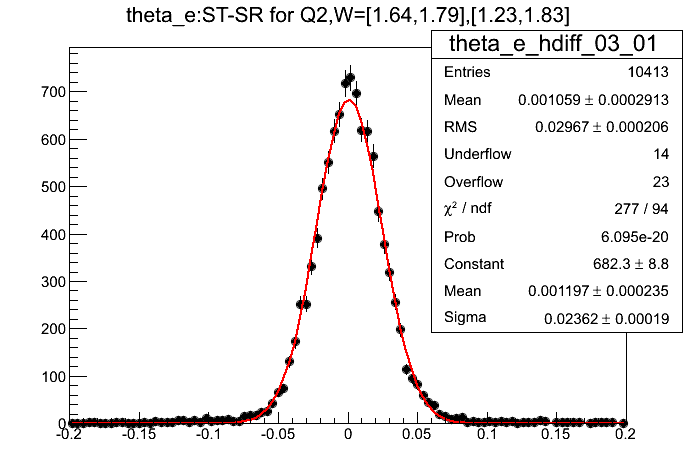 theta_e:ST-SR for Q2,W=[1.64,1.79],[1.23,1.83]
theta_e_hdiff_03_01
Entries 10413
Mean 0.001059 ± 0.0002913
RMS 0.02967 ± 0.000206
Underflow 14
Overflow 23
χ² / ndf 277 / 94
Prob 6.095e-20
Constant 682.3 ± 8.8
Mean 0.001197 ± 0.000235
Sigma 0.02362 ± 0.00019
700
600
500
400
300
200
100
0
-0.2 -0.15 -0.1 -0.05 0 0.05 0.1 0.15 0.2